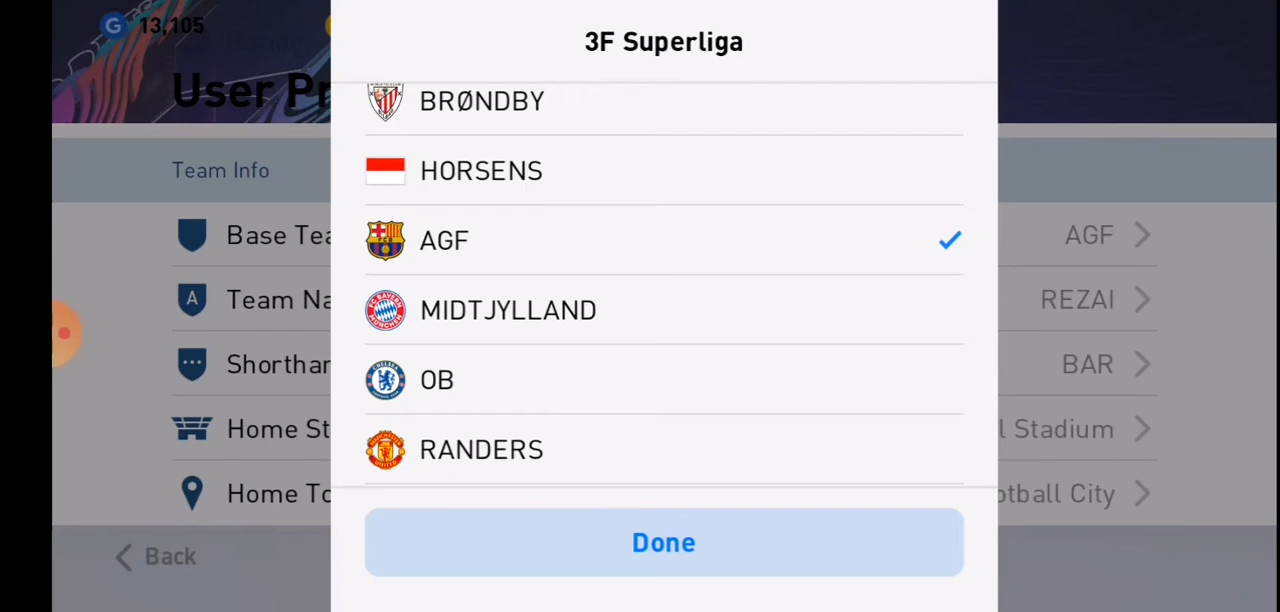 13,105
3F Superliga
User Pr
BRØNDBY
Team Info
HORSENS
Base Tea
AGF
AGF
A
Team Na
MIDTJYLLAND
REZAI
Shorthan
OB
BAR
Home St
RANDERS
l Stadium
Home To
otball City
Done
Back